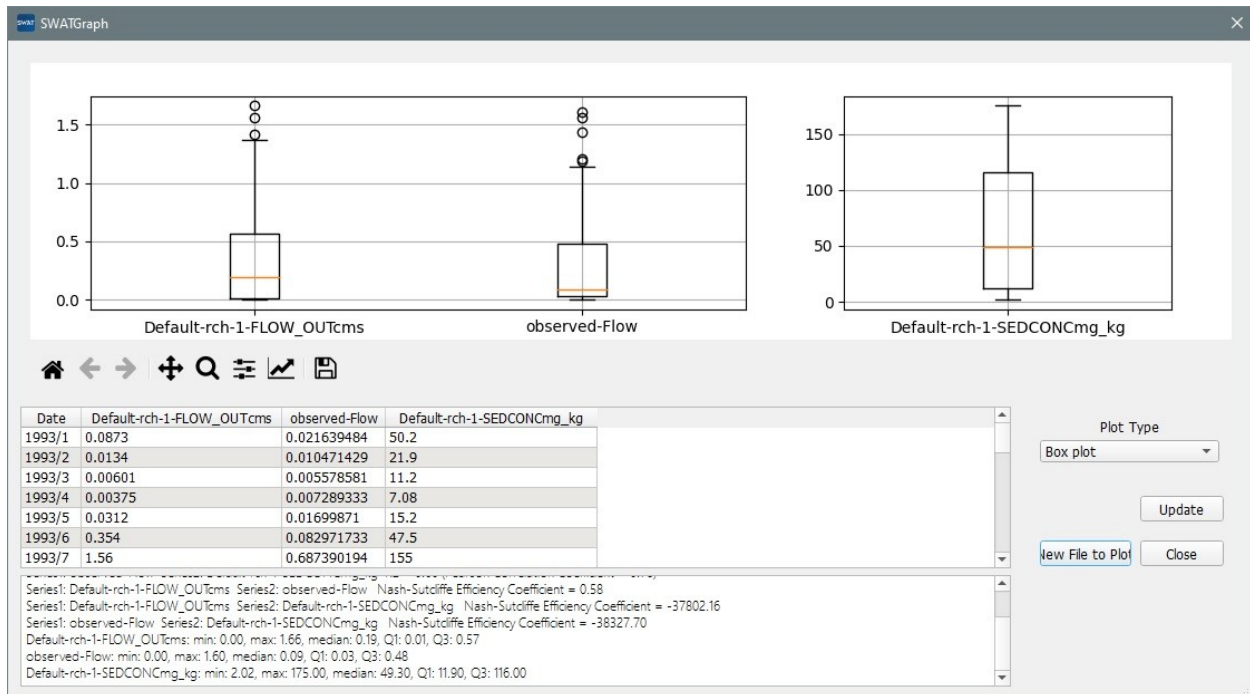 SWAT SWATGraph
1.5
1.0
0.5
0.0
Default-rch-1-FLOW_OUTcms observed-Flow
150
100
50
0
Default-rch-1-SEDCONCmg_kg
Date Default-rch-1-FLOW_OUTcms observed-Flow Default-rch-1-SEDCONCmg_kg
1993/1 0.0873 0.021639484 50.2
1993/2 0.0134 0.010471429 21.9
1993/3 0.00601 0.005578581 11.2
1993/4 0.00375 0.007289333 7.08
1993/5 0.0312 0.01699871 15.2
1993/6 0.354 0.082971733 47.5
1993/7 1.56 0.687390194 155
Plot Type
Box plot
Update
New File to Plot Close
Series1: Default-rch-1-FLOW_OUTcms Series2: observed-Flow Nash-Sutcliffe Efficiency Coefficient = 0.58
Series1: Default-rch-1-FLOW_OUTcms Series2: Default-rch-1-SEDCONCmg_kg Nash-Sutcliffe Efficiency Coefficient = -37802.16
Series1: observed-Flow Series2: Default-rch-1-SEDCONCmg_kg Nash-Sutcliffe Efficiency Coefficient = -38327.70
Default-rch-1-FLOW_OUTcms: min: 0.00, max: 1.66, median: 0.19, Q1: 0.01, Q3: 0.57
observed-Flow: min: 0.00, max: 1.60, median: 0.09, Q1: 0.03, Q3: 0.48
Default-rch-1-SEDCONCmg_kg: min: 2.02, max: 175.00, median: 49.30, Q1: 11.90, Q3: 116.00